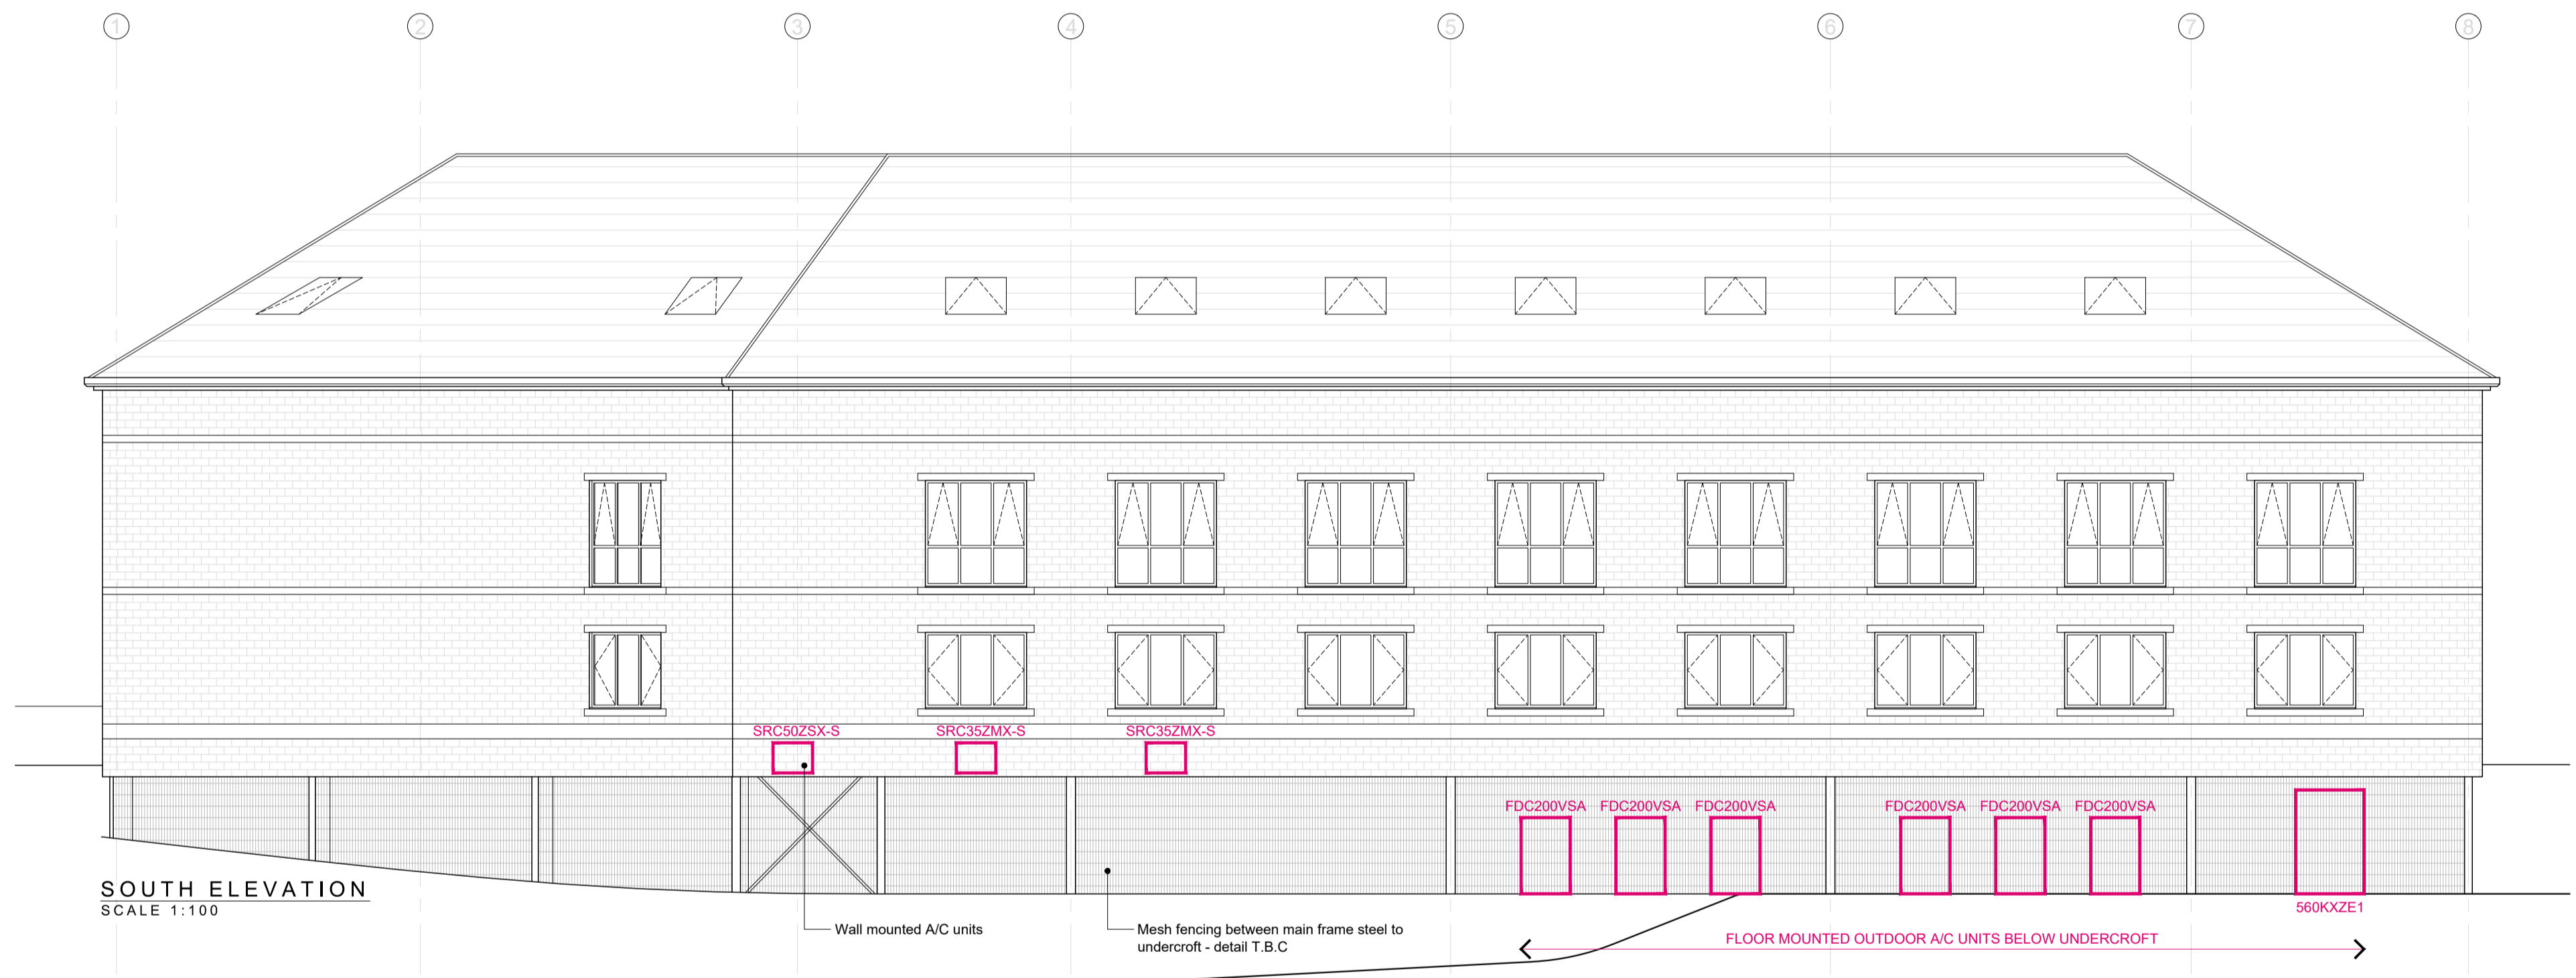 1 2 3 4 5 6 7 8
SRC50ZSX-S SRC35ZMX-S SRC35ZMX-S
FDC200VSA FDC200VSA FDC200VSA FDC200VSA FDC200VSA FDC200VSA
560KXZE1
SOUTH ELEVATION
SCALE 1:100
Wall mounted A/C units
Mesh fencing between main frame steel to
undercroft - detail T.B.C
FLOOR MOUNTED OUTDOOR A/C UNITS BELOW UNDERCROFT